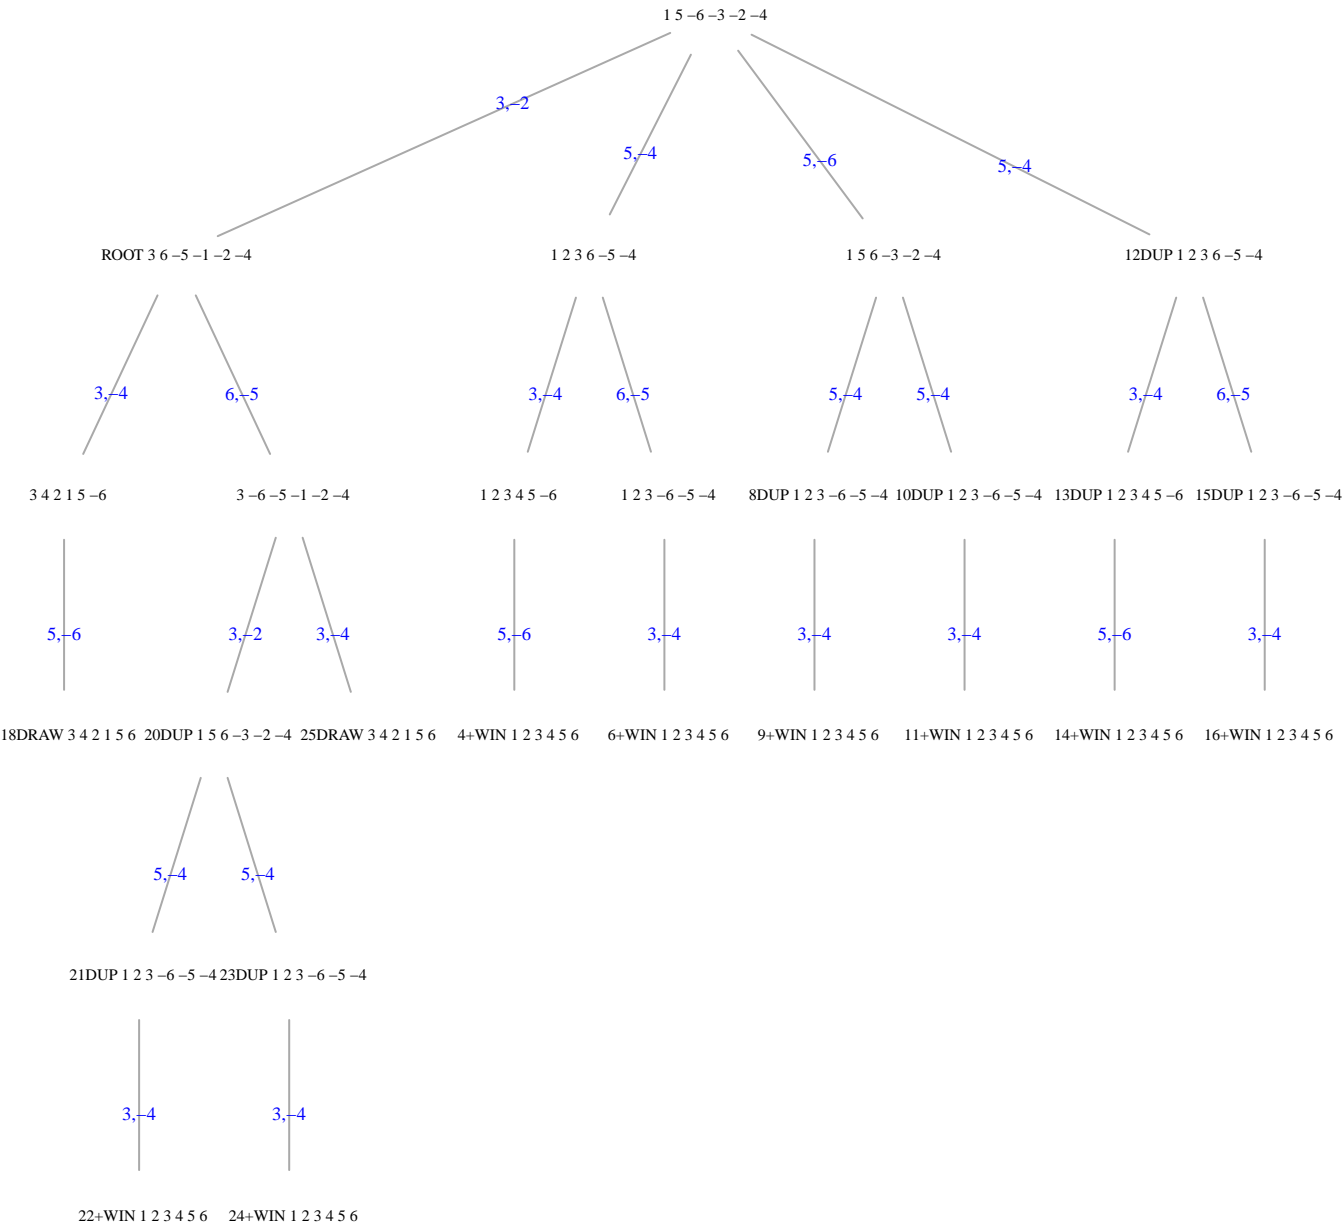 1 5 −6 −3 −2 −4
3,−2
5,−4
5,−6
5,−4
ROOT 3 6 −5 −1 −2 −4
1 2 3 6 −5 −4
1 5 6 −3 −2 −4
12DUP 1 2 3 6 −5 −4
3,−4
6,−5
3,−4
6,−5
5,−4
5,−4
3,−4
6,−5
3 4 2 1 5 −6
3 −6 −5 −1 −2 −4
1 2 3 4 5 −6
1 2 3 −6 −5 −4
8DUP 1 2 3 −6 −5 −4
10DUP 1 2 3 −6 −5 −4
13DUP 1 2 3 4 5 −6
15DUP 1 2 3 −6 −5 −4
5,−6
3,−2
3,−4
5,−6
3,−4
3,−4
3,−4
5,−6
3,−4
18DRAW 3 4 2 1 5 6
20DUP 1 5 6 −3 −2 −4
25DRAW 3 4 2 1 5 6
4+WIN 1 2 3 4 5 6
6+WIN 1 2 3 4 5 6
9+WIN 1 2 3 4 5 6
11+WIN 1 2 3 4 5 6
14+WIN 1 2 3 4 5 6
16+WIN 1 2 3 4 5 6
5,−4
5,−4
21DUP 1 2 3 −6 −5 −4
23DUP 1 2 3 −6 −5 −4
3,−4
3,−4
22+WIN 1 2 3 4 5 6
24+WIN 1 2 3 4 5 6